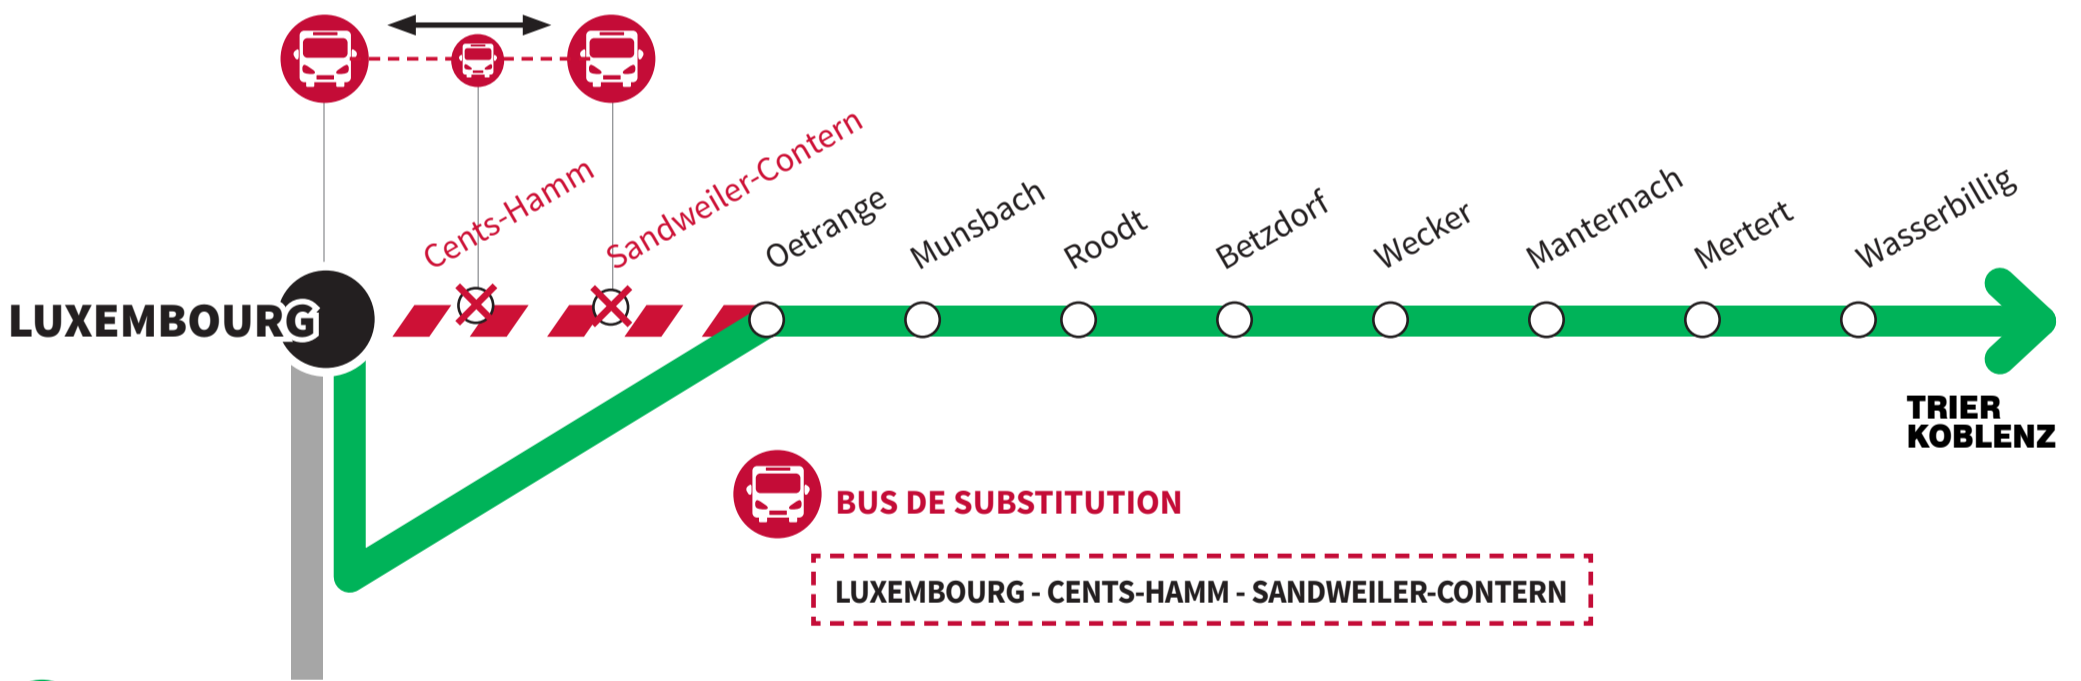 LUXEMBOURG
Cents-Hamm
Sandweiler-Contern
Oetrange
Munsbach
Roodt
Betzdorf
Wecker
Manternach
Mertert
Wasserbillig
TRIER
KOBLENZ
BUS DE SUBSTITUTION
LUXEMBOURG - CENTS-HAMM - SANDWEILER-CONTERN